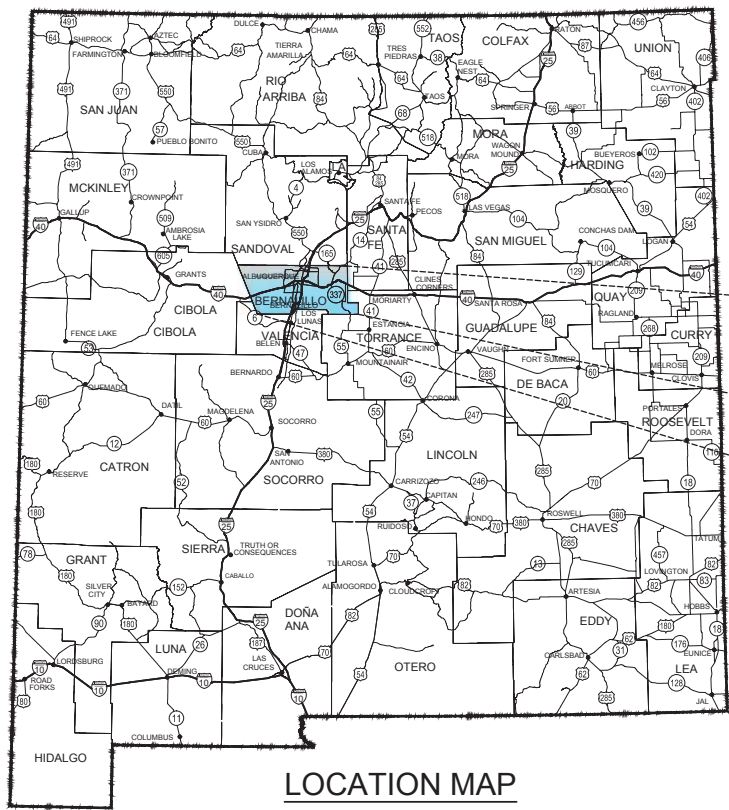 491
64
SHIPROCK
AZTEC
FARMINGTON
BLOOMFIELD
371
550
491
SAN JUAN
57
PUEBLO BONITO
DULCE
CHAMA
TIERRA
AMARILLA
64
64
RIO
ARRIBA
84
285
TRES
PIEDRAS
TAOS
552
38
64
TAOS
68
518
COLFAX
EAGLE
NEST
64
RATON
25
87
SPRINGER
56
ABBOT
39
UNION
456
406
64
CLAYTON
56
402
MORA
WAGON
MOUND
MORA
25
518
HARDING
BUEYEROS
102
420
MOSQUERO
39
402
54
491
MCKINLEY
371
CROWNPOINT
40
GALLUP
509
AMBROSIA
LAKE
605
550
CUBA
LOS
ALAMOS
4
SAN YSIDRO
550
SANDOVAL
165
25
14
SANTA FE
SANTA
FE
PECOS
LAS VEGAS
104
SAN MIGUEL
CONCHAS DAM
104
LOGAN
TUCUMCARI
129
40
84
41
285
CLINES
CORNERS
GRANTS
40
CIBOLA
CIBOLA
ALBUQUERQUE
BERNALILLO
337
MORIARTY
40
SANTA ROSA
QUAY
209
RAGLAND
268
CURRY
209
FENCE LAKE
53
6
LOS
LUNAS
VALENCIA
BELEN
47
41
ESTANCIA
TORRANCE
55
60
MOUNTAINAIR
ENCINO
VAUGHN
GUADALUPE
84
FORT SUMNER
60
MELROSE
CLOVIS
BERNARDO
60
42
285
DE BACA
20
PORTALES
ROOSEVELT
DORA
QUEMADO
60
DATIL
60
MAGDELENA
25
SOCORRO
SAN
ANTONIO
380
55
CORONA
247
54
12
CATRON
180
RESERVE
180
52
SOCORRO
LINCOLN
CARRIZOZO
246
CAPITAN
37
54
RUIDOSO
HONDO
70
70
380
285
70
ROSWELL
CHAVES
380
18
TATUM
78
GRANT
180
SILVER
CITY
BAYARD
90
180
SIERRA
25
TRUTH OR
CONSEQUENCES
CABALLO
152
TULAROSA
70
ALAMOGORDO
CLOUDCROFT
82
82
13
285
ARTESIA
82
457
LOVINGTON
82
83
82
HOBBS
EDDY
62
180
18
176
EUNICE
31
CARLSBAD
62
LEA
128
285
JAL
10
LORDSBURG
ROAD
FORKS
80
10
LUNA
26
DEMING
10
11
COLUMBUS
DOÑA
ANA
25
187
LAS
CRUCES
70
10
54
OTERO
HIDALGO
LOCATION MAP